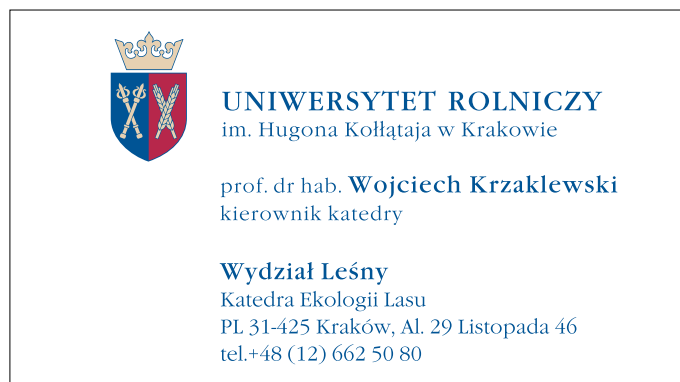 UNIWERSYTET ROLNICZY
im. Hugona Kołłątaja w Krakowie
prof. dr hab. Wojciech Krzaklewski
kierownik katedry
Wydział Leśny
Katedra Ekologii Lasu
PL 31-425 Kraków, Al. 29 Listopada 46
tel.+48 (12) 662 50 80